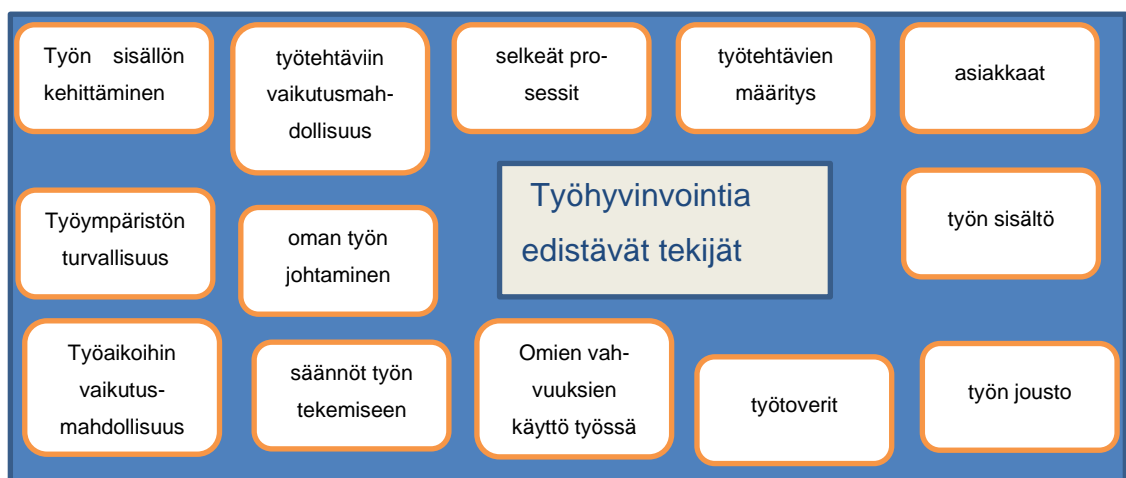 Työn sisällön
kehittäminen
työtehtäviin
vaikutusmah-
dollisuus
selkeät pro-
sessit
työtehtävien
määritys
asiakkaat
Työympäristön
turvallisuus
oman työn
johtaminen
Työhyvinvointia
edistävät tekijät
työn sisältö
Työaikoihin
vaikutus-
mahdollisuus
säännöt työn
tekemiseen
Omien vah-
vuuksien
käyttö työssä
työtoverit
työn jousto